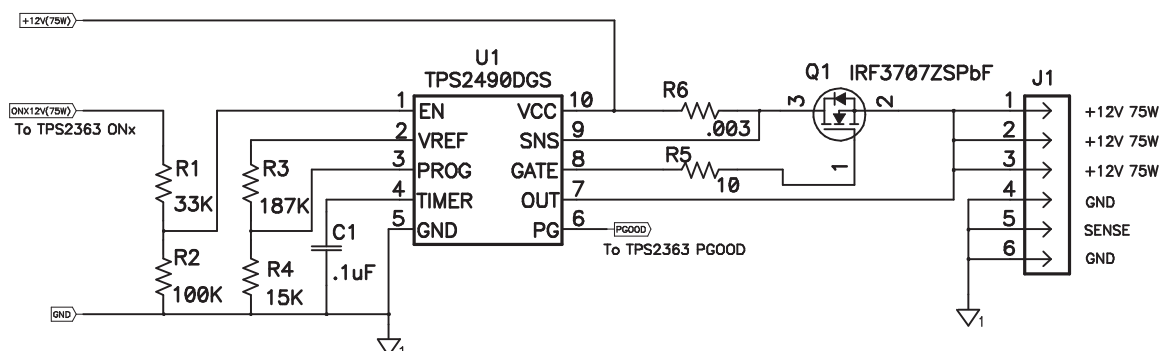 +12V(75W)
U1
TPS2490DGS
Q1 IRF3707ZSPbF
J1
ONX12V(75W)
To TPS2363 ONx
1 EN VCC 10
R6
.003
3 2
1 +12V 75W
2 VREF SNS 9
2 +12V 75W
R1
33K
R3
187K
3 PROG GATE 8
R5
10
1
3 +12V 75W
4 TIMER OUT 7
4 GND
C1
.1uF
5 GND PG 6
PGOOD
To TPS2363 PGOOD
5 SENSE
R2
100K
R4
15K
6 GND
GND
1
1